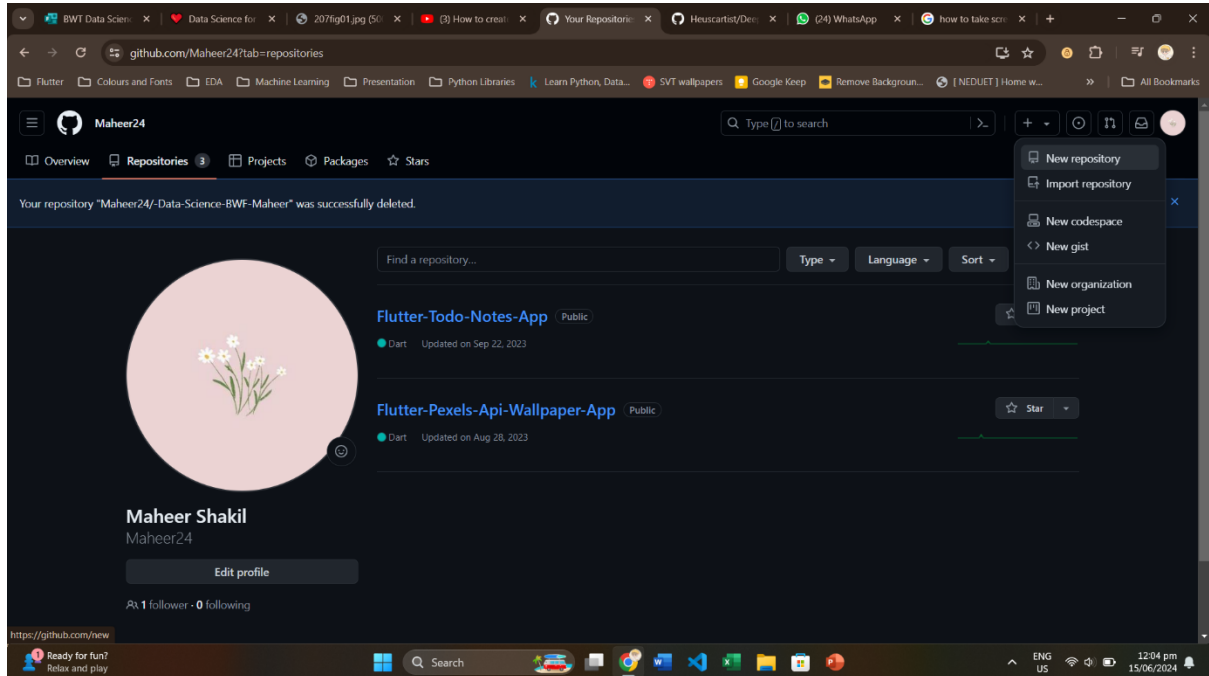 BWT Data Scienc
Data Science for
207fig01.jpg (50
(3) How to creat
Your Repositorie
Heuscartist/Dee
(24) WhatsApp
how to take scre
github.com/Maheer24?tab=repositories
Flutter
Colours and Fonts
EDA
Machine Learning
Presentation
Python Libraries
Learn Python, Data...
SVT wallpapers
Google Keep
Remove Backgroun...
[ NEDUET ] Home w...
»
All Bookmarks
Maheer24
Type / to search
Overview
Repositories 3
Projects
Packages
Stars
New repository
Import repository
New codespace
New gist
New organization
New project
Your repository "Maheer24/-Data-Science-BWF-Maheer" was successfully deleted.
Find a repository...
Type
Language
Sort
Flutter-Todo-Notes-App Public
Dart Updated on Sep 22, 2023
Flutter-Pexels-Api-Wallpaper-App Public
Star
Dart Updated on Aug 28, 2023
Maheer Shakil
Maheer24
Edit profile
1 follower · 0 following
https://github.com/new
1
Ready for fun?
Relax and play
Search
ENG
US
12:04 pm
15/06/2024